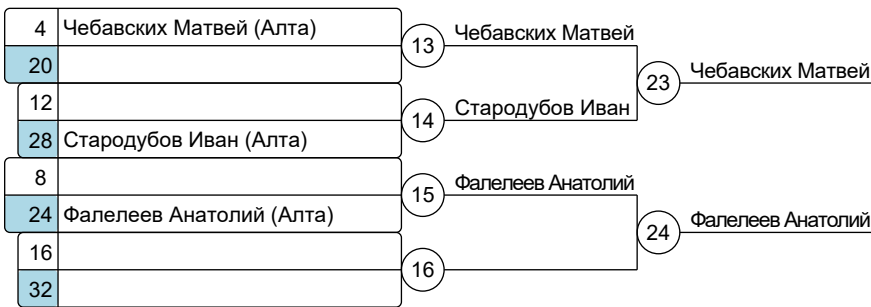 4 Чебавских Матвей (Алта)
20
12
28 Стародубов Иван (Алта)
8
24 Фалелеев Анатолий (Алта)
16
32
13 Чебавских Матвей
14 Стародубов Иван
15 Фалелеев Анатолий
16
23 Чебавских Матвей
24 Фалелеев Анатолий